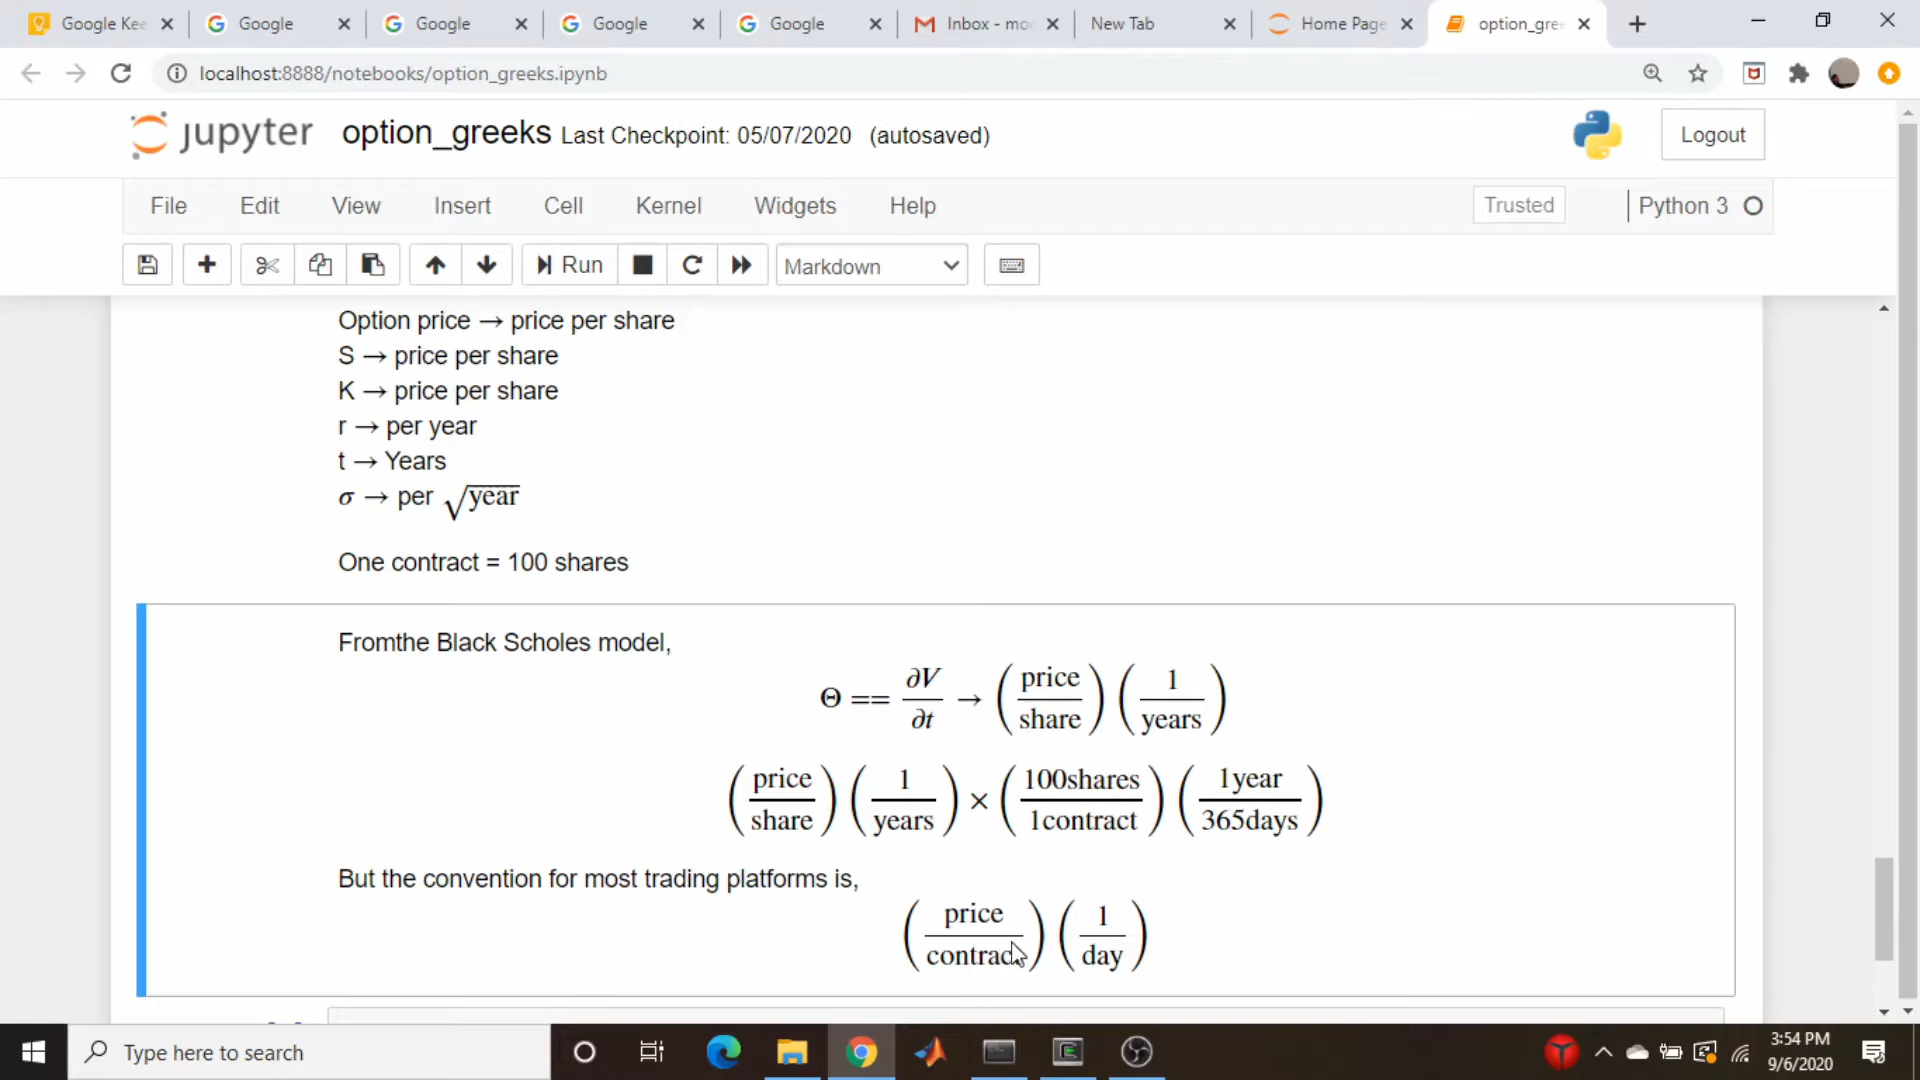 Google Kee
Google
Google
Google
Google
Inbox - mo
New Tab
Home Page
option_gre
localhost:8888/notebooks/option_greeks.ipynb
jupyter option_greeks Last Checkpoint: 05/07/2020 (autosaved)
Logout
File Edit View Insert Cell Kernel Widgets Help
Trusted
Python 3
Run
Markdown
Option price → price per share
S → price per share
K → price per share
r → per year
t → Years
σ → per √year
One contract = 100 shares
Fromthe Black Scholes model,
Θ == ∂V/∂t → (price/share) (1/years)
(price/share) (1/years) × (100shares/1contract) (1year/365days)
But the convention for most trading platforms is,
(price/contract) (1/day)
Type here to search
3:54 PM
9/6/2020